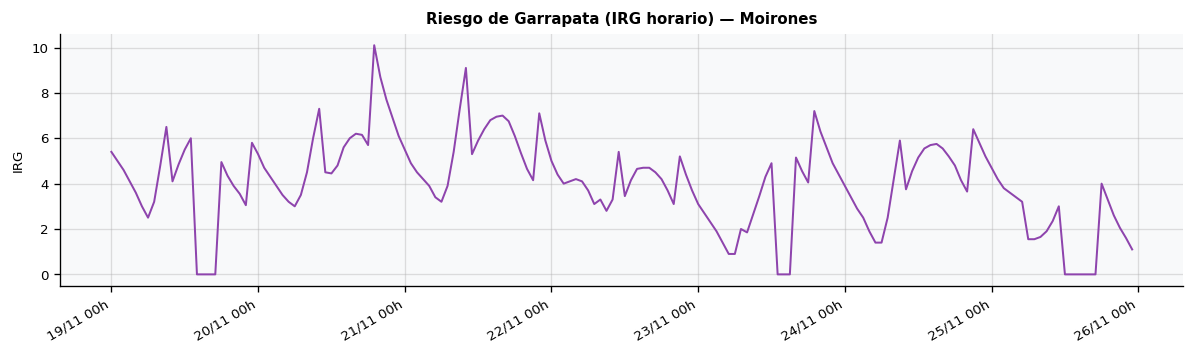 Riesgo de Garrapata (IRG horario) — Moirones
IRG
10
8
6
4
2
0
19/11 00h
20/11 00h
21/11 00h
22/11 00h
23/11 00h
24/11 00h
25/11 00h
26/11 00h